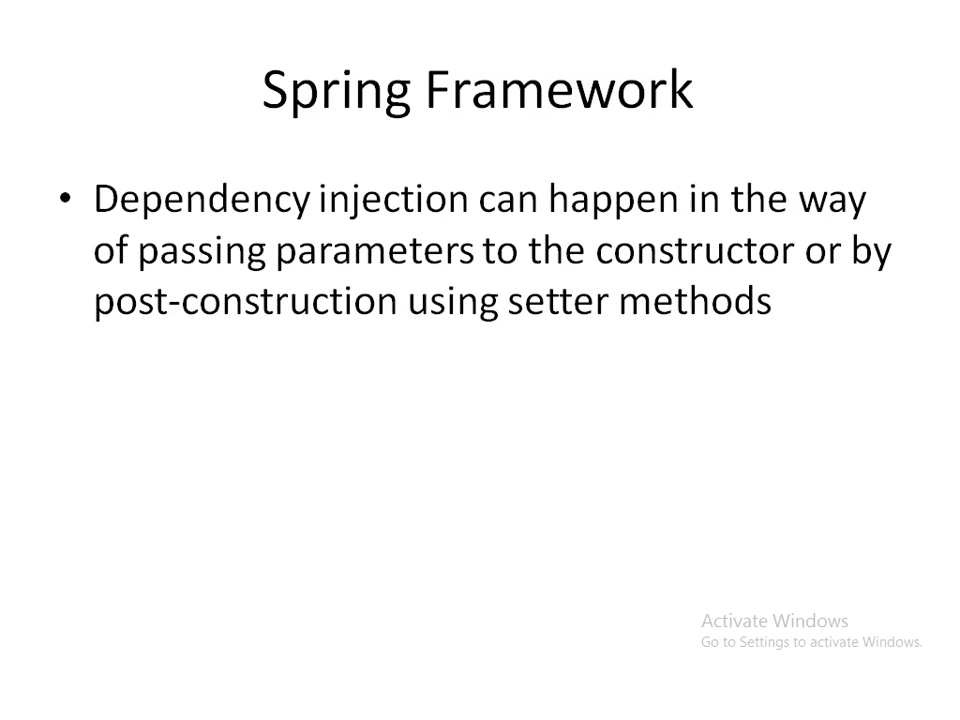 Spring Framework
• Dependency injection can happen in the way
of passing parameters to the constructor or by
post-construction using setter methods
Activate Windows
Go to Settings to activate Windows.